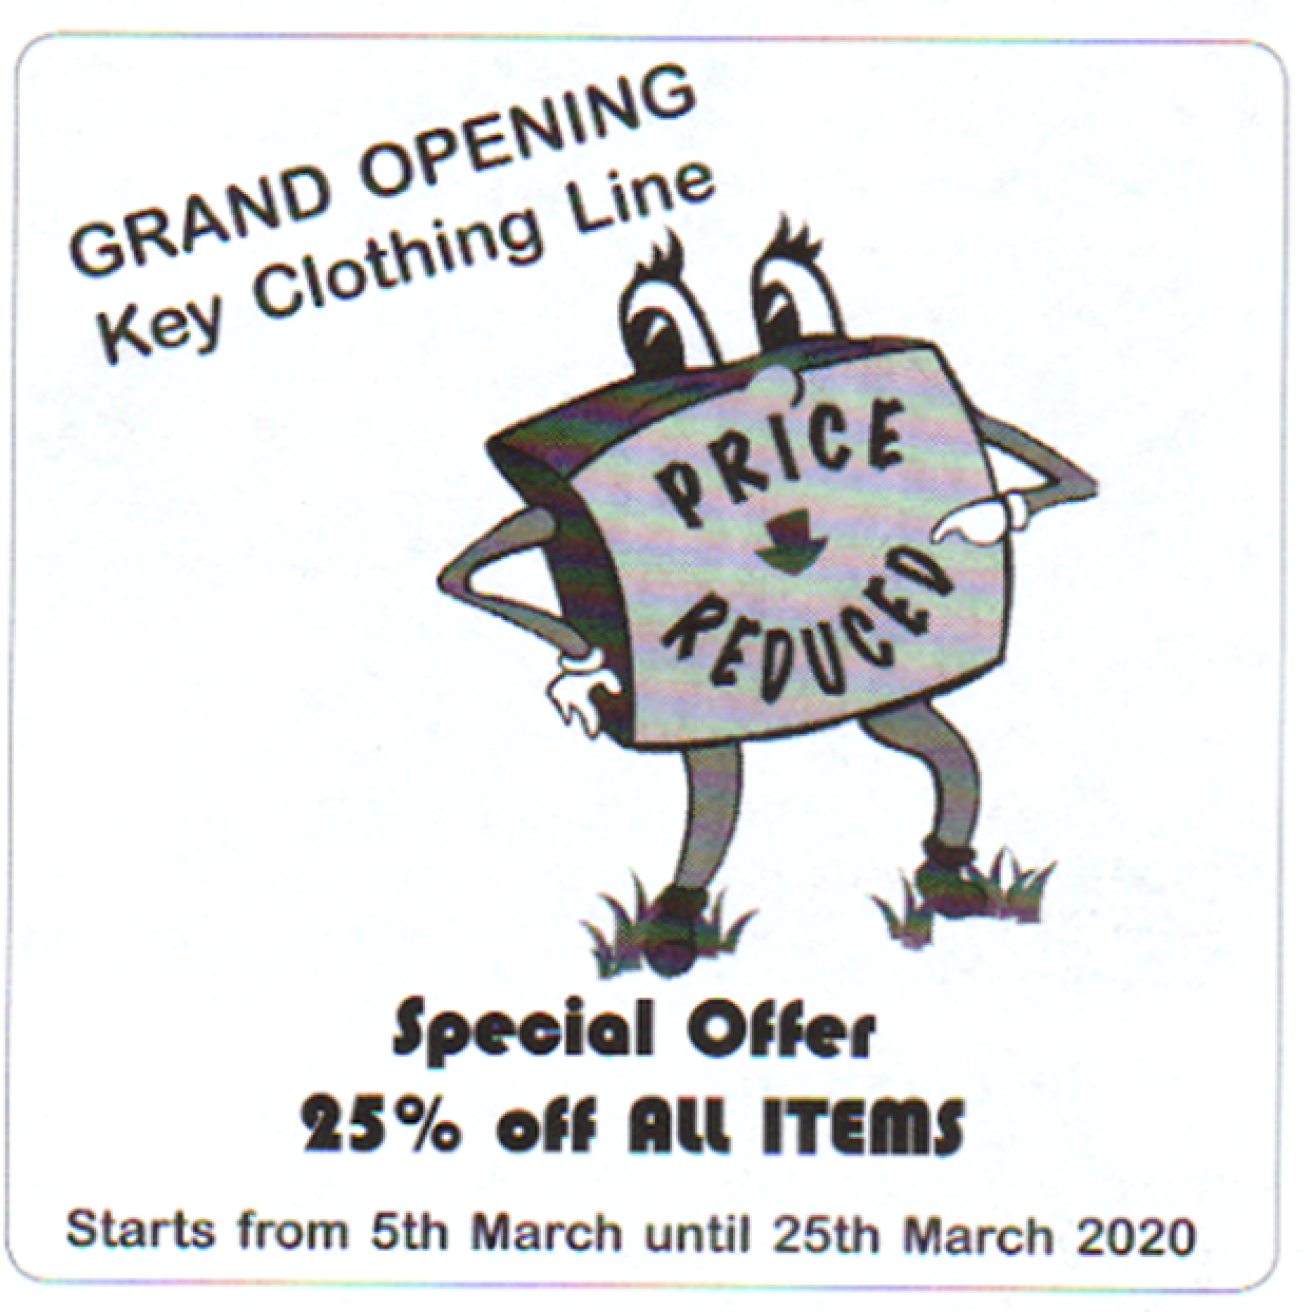 GRAND OPENING
Key Clothing Line
PRICE
REDUCED
Special Offer
25% off ALL ITEMS
Starts from 5th March until 25th March 2020